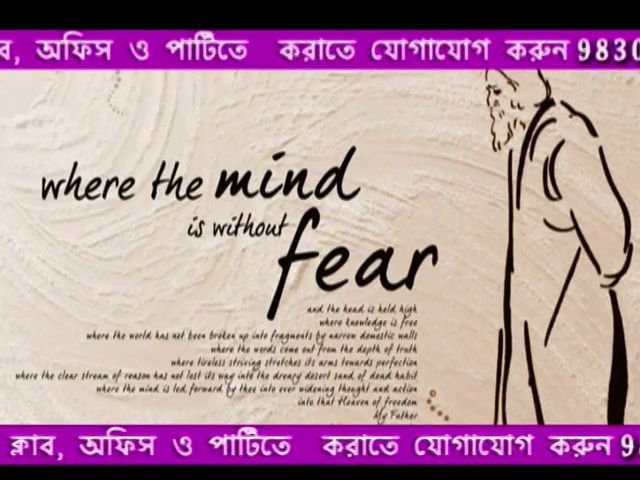 ব, অফিস ও পার্টিতে করাতে যোগাযোগ করুন 9830
where the mind
is without
fear
and the head is held high
where knowledge is free
where the world has not been broken up into fragments by narrow domestic walls
where the words come out from the depth of truth
where tireless striving stretches its arms towards perfection
where the clear stream of reason has not lost its way into the dreary desert sand of dead habit
where the mind is led forward by thee into ever widening thought and action
into that Heaven of freedom
My Father
ক্লাব, অফিস ও পার্টিতে করাতে যোগাযোগ করুন 9